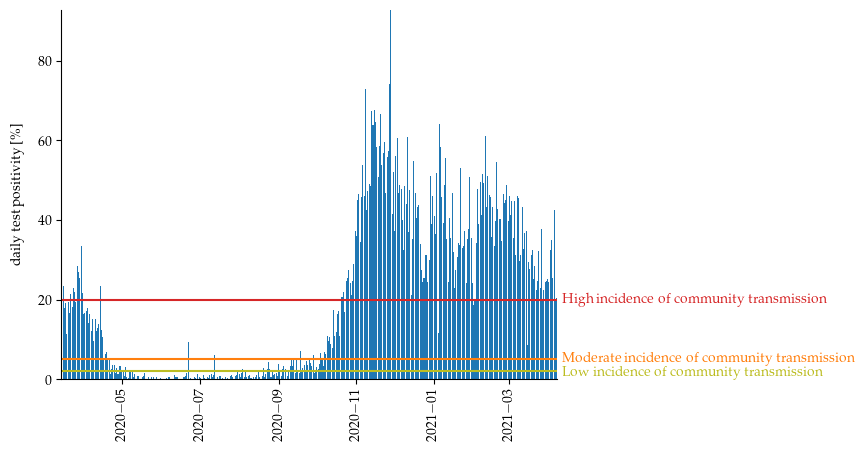 daily test positivity [%]
80
60
40
20
0
High incidence of community transmission
Moderate incidence of community transmission
Low incidence of community transmission
2020−05
2020−07
2020−09
2020−11
2021−01
2021−03